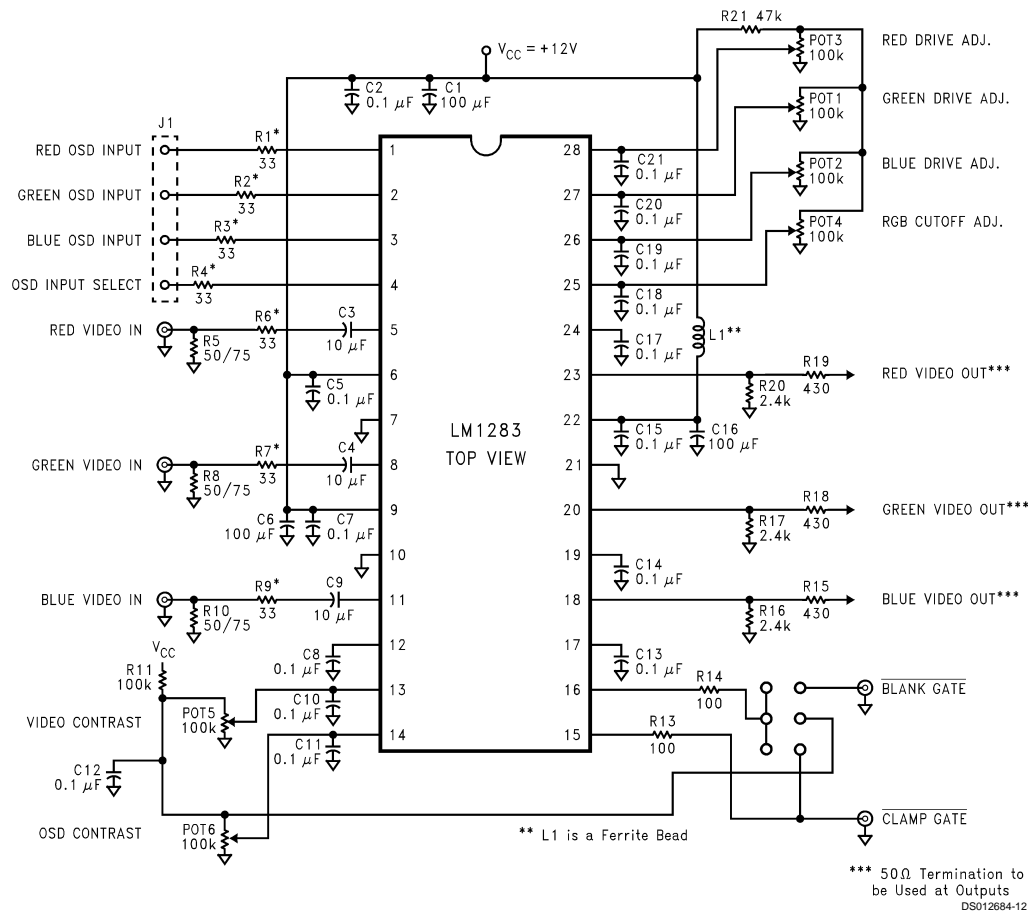 R21 47k
V_CC = +12V
POT3
100k
RED DRIVE ADJ.
C2
0.1 µF
C1
100 µF
POT1
100k
GREEN DRIVE ADJ.
J1
RED OSD INPUT
R1*
33
1
28
C21
0.1 µF
POT2
100k
BLUE DRIVE ADJ.
GREEN OSD INPUT
R2*
33
2
27
C20
0.1 µF
POT4
100k
RGB CUTOFF ADJ.
BLUE OSD INPUT
R3*
33
3
26
C19
0.1 µF
OSD INPUT SELECT
R4*
33
4
25
C18
0.1 µF
RED VIDEO IN
R5
50/75
R6*
33
C3
10 µF
5
24
C17
0.1 µF
L1**
C5
0.1 µF
6
23
R20
2.4k
R19
430
RED VIDEO OUT***
7
LM1283
TOP VIEW
22
C15
0.1 µF
C16
100 µF
GREEN VIDEO IN
R8
50/75
R7*
33
C4
10 µF
8
21
C6
100 µF
C7
0.1 µF
9
20
R17
2.4k
R18
430
GREEN VIDEO OUT***
10
19
C14
0.1 µF
BLUE VIDEO IN
R10
50/75
R9*
33
C9
10 µF
11
18
R16
2.4k
R15
430
BLUE VIDEO OUT***
V_CC
R11
100k
C8
0.1 µF
12
17
C13
0.1 µF
VIDEO CONTRAST
POT5
100k
C10
0.1 µF
13
16
R14
100
BLANK GATE
C11
0.1 µF
14
15
R13
100
C12
0.1 µF
OSD CONTRAST
POT6
100k
** L1 is a Ferrite Bead
CLAMP GATE
*** 50Ω Termination to
be Used at Outputs
DS012684-12